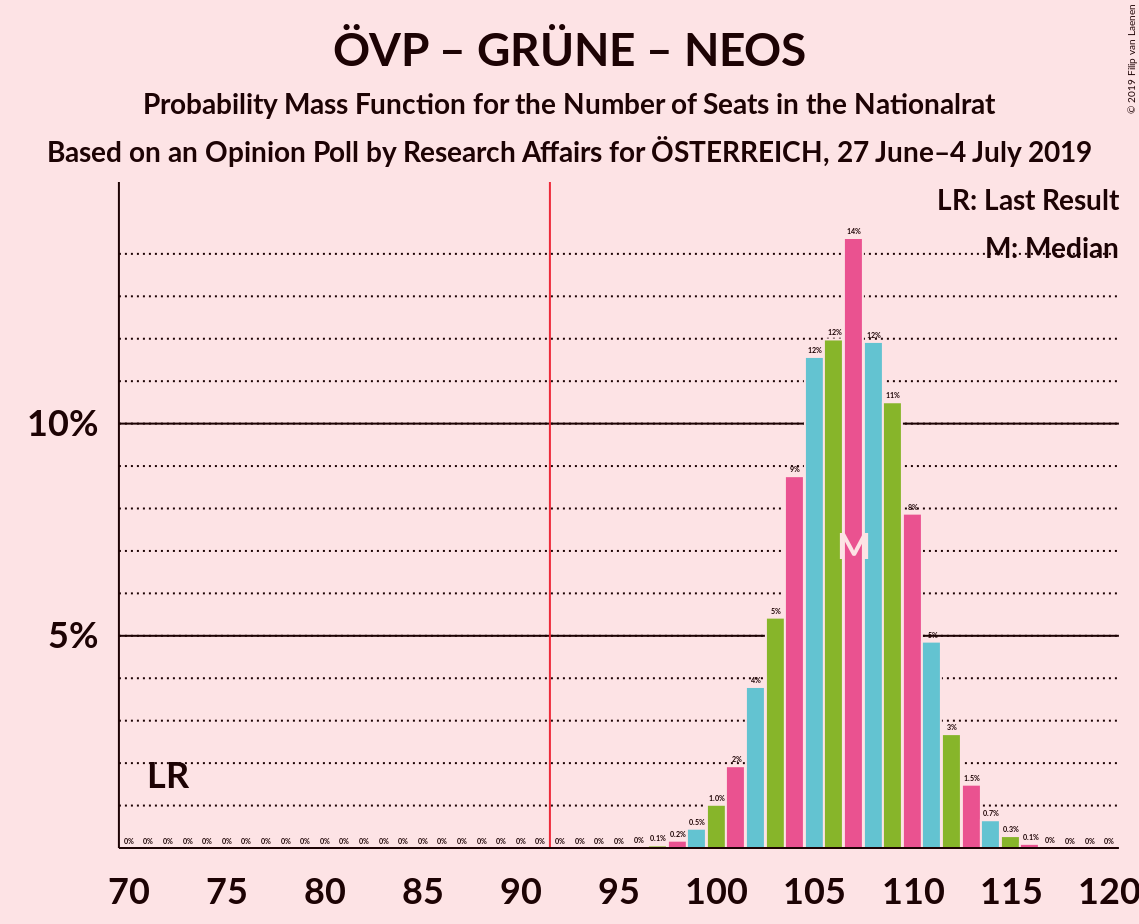 ÖVP – GRÜNE – NEOS
Probability Mass Function for the Number of Seats in the Nationalrat
Based on an Opinion Poll by Research Affairs for ÖSTERREICH, 27 June–4 July 2019
© 2019 Filip van Laenen
LR: Last Result
M: Median
10%
5%
LR
M
0% 0% 0% 0% 0% 0% 0% 0% 0% 0% 0% 0% 0% 0% 0% 0% 0% 0% 0% 0% 0% 0% 0% 0% 0% 0% 0% 0.1% 0.2% 0.5% 1.0% 2% 4% 5% 9% 12% 12% 14% 12% 11% 8% 5% 3% 1.5% 0.7% 0.3% 0.1% 0% 0% 0% 0%
70 75 80 85 90 95 100 105 110 115 120